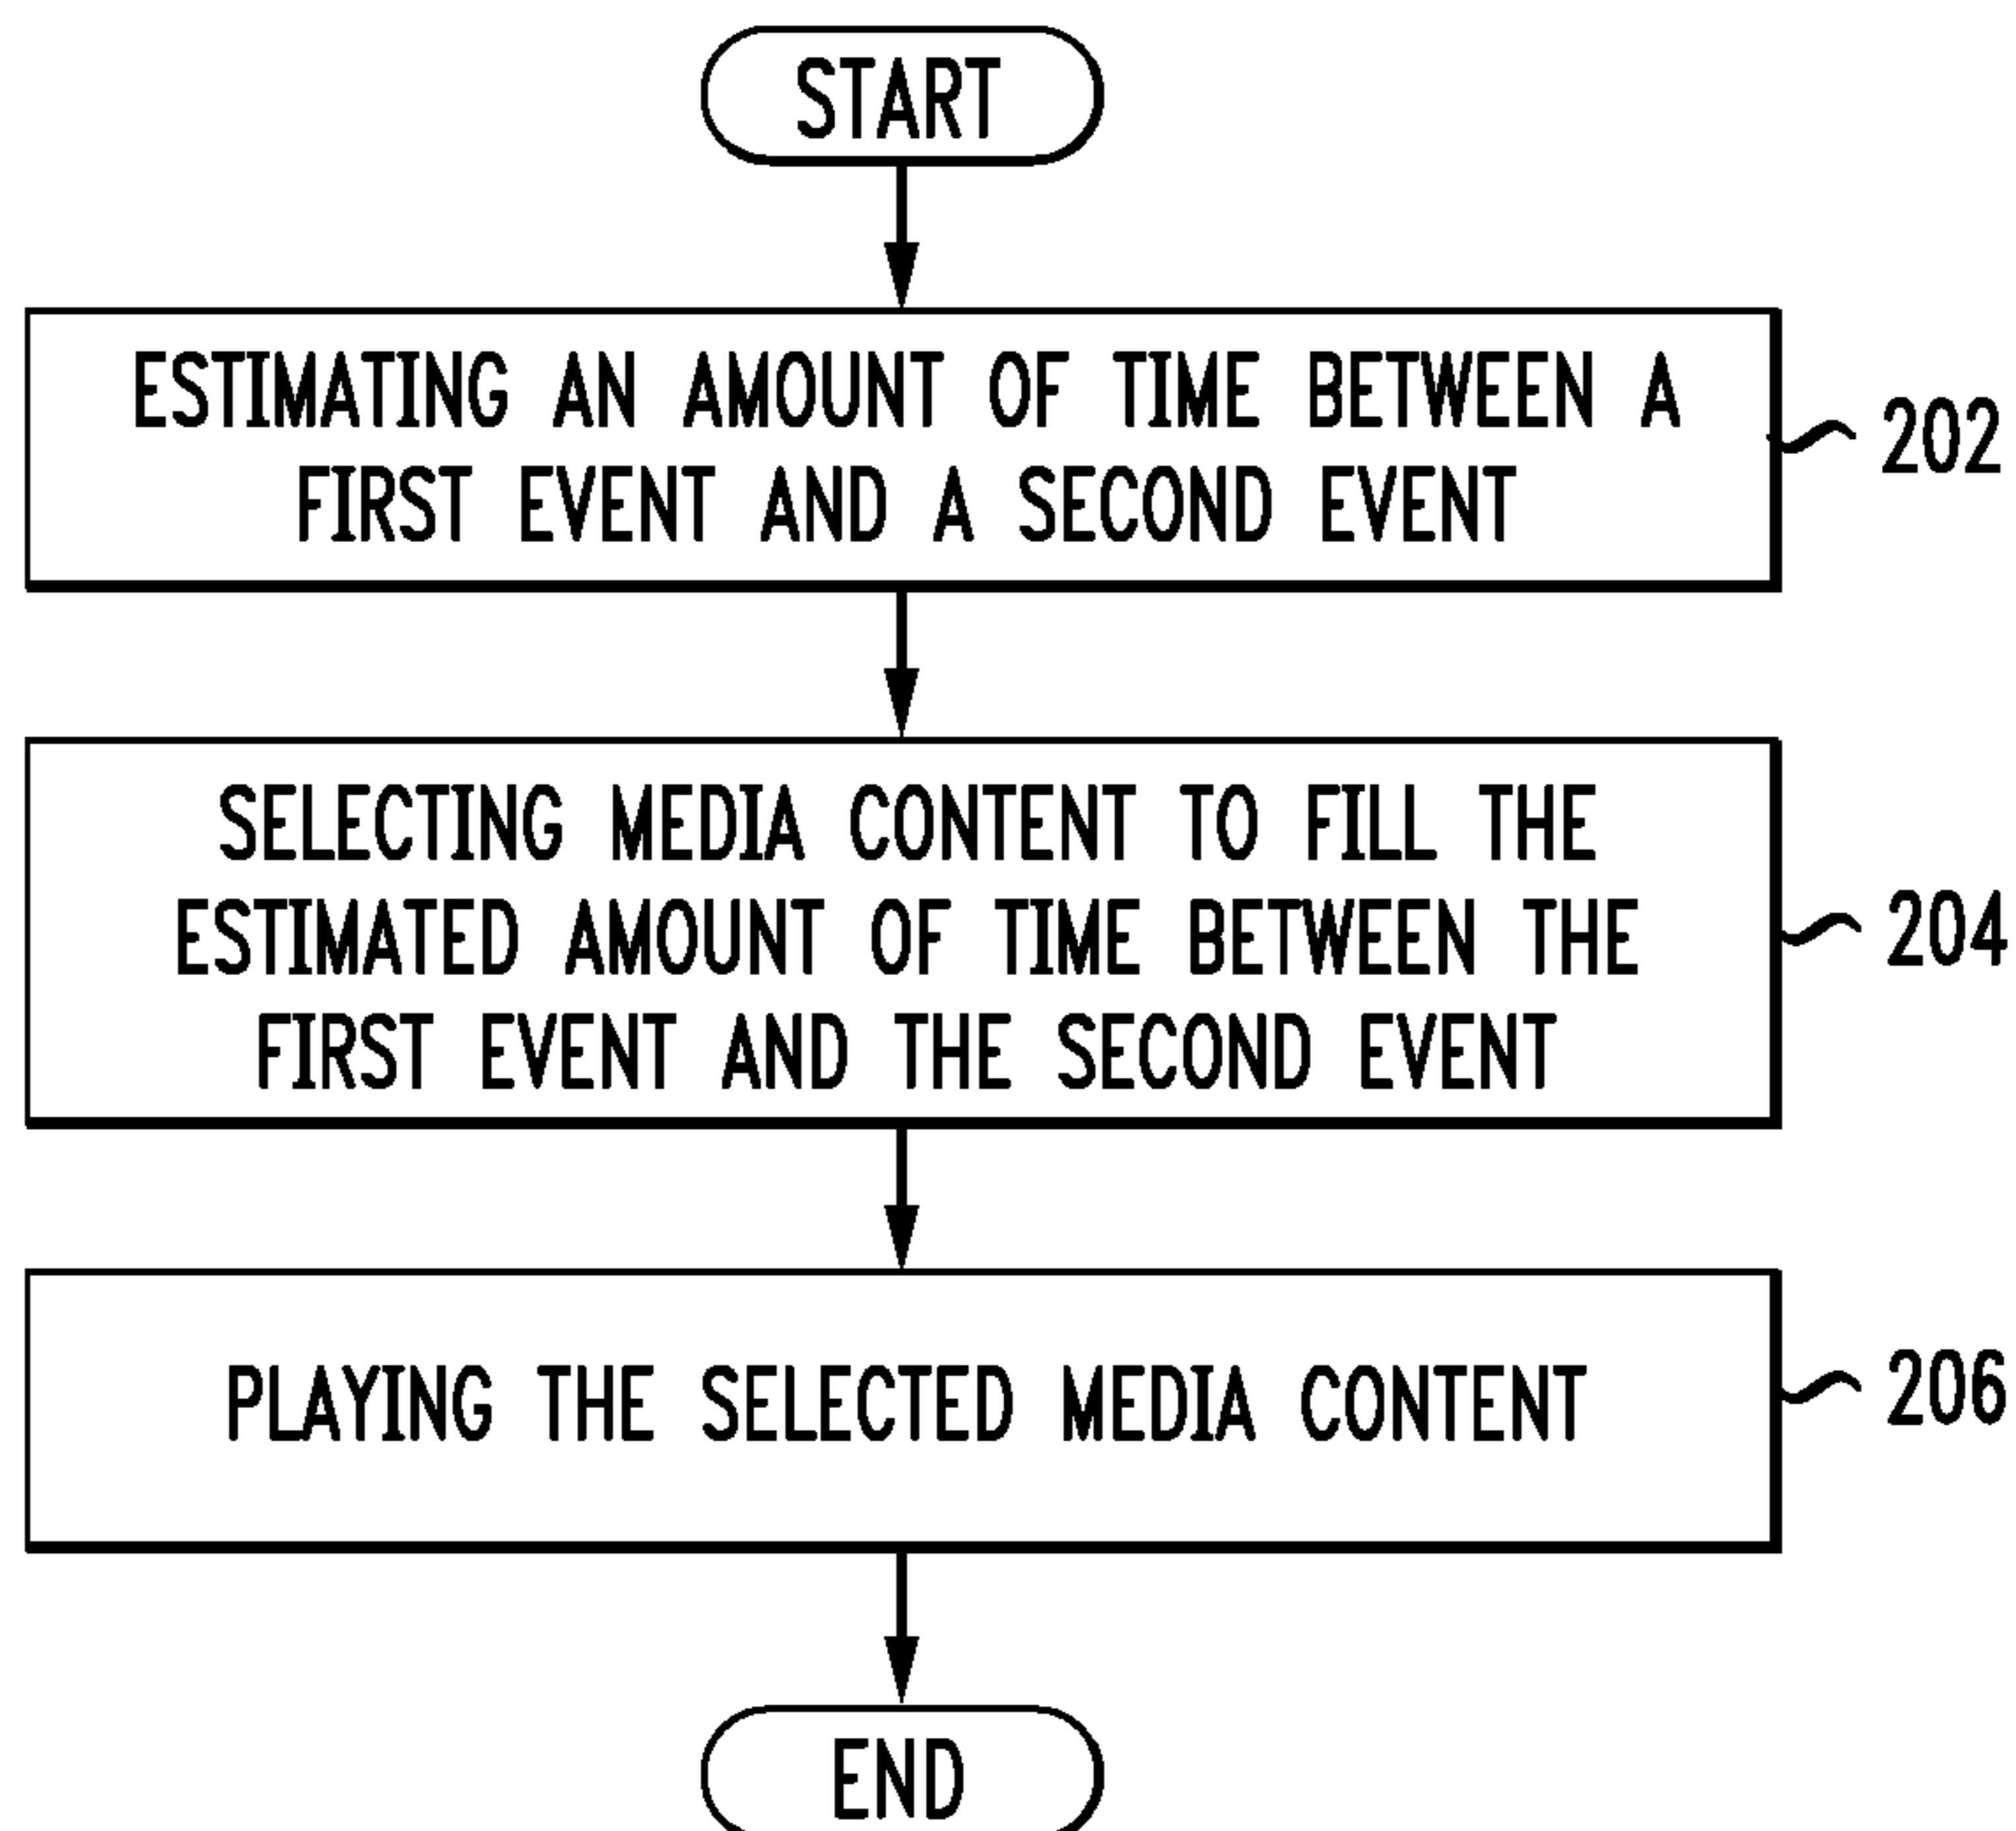 START
ESTIMATING AN AMOUNT OF TIME BETWEEN A
FIRST EVENT AND A SECOND EVENT
202
SELECTING MEDIA CONTENT TO FILL THE
ESTIMATED AMOUNT OF TIME BETWEEN THE
FIRST EVENT AND THE SECOND EVENT
204
PLAYING THE SELECTED MEDIA CONTENT
206
END